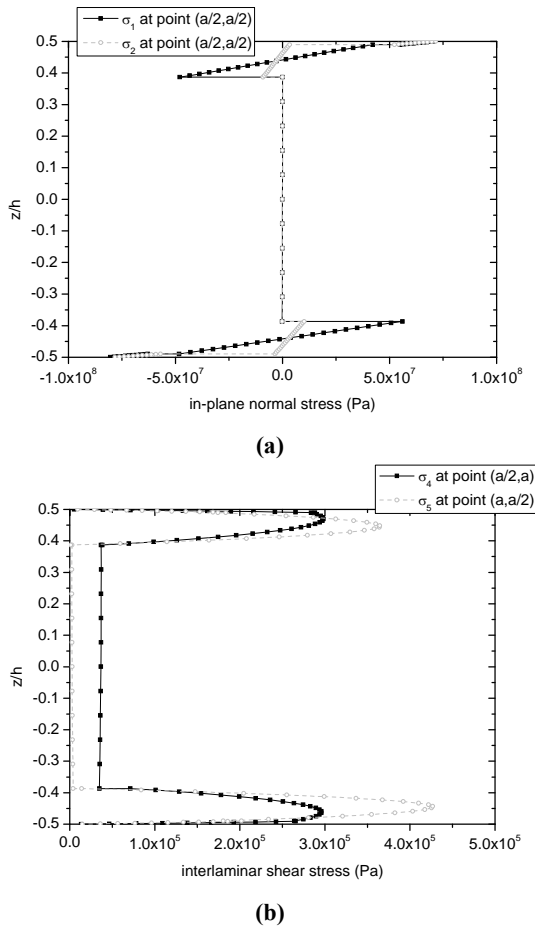 σ1 at point (a/2,a/2)
σ2 at point (a/2,a/2)
0.5
0.4
0.3
0.2
0.1
0.0
-0.1
-0.2
-0.3
-0.4
-0.5
z/h
-1.0x10^8 -5.0x10^7 0.0 5.0x10^7 1.0x10^8
in-plane normal stress (Pa)
(a)
σ4 at point (a/2,a)
σ5 at point (a,a/2)
0.5
0.4
0.3
0.2
0.1
0.0
-0.1
-0.2
-0.3
-0.4
-0.5
z/h
0.0 1.0x10^5 2.0x10^5 3.0x10^5 4.0x10^5 5.0x10^5
interlaminar shear stress (Pa)
(b)